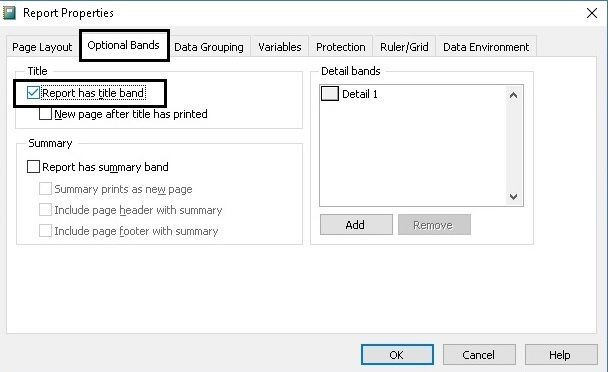 Report Properties
Page Layout Optional Bands Data Grouping Variables Protection Ruler/Grid Data Environment
Title
Report has title band
New page after title has printed
Summary
Report has summary band
Summary prints as new page
Include page header with summary
Include page footer with summary
Detail bands
Detail 1
Add Remove
OK Cancel Help